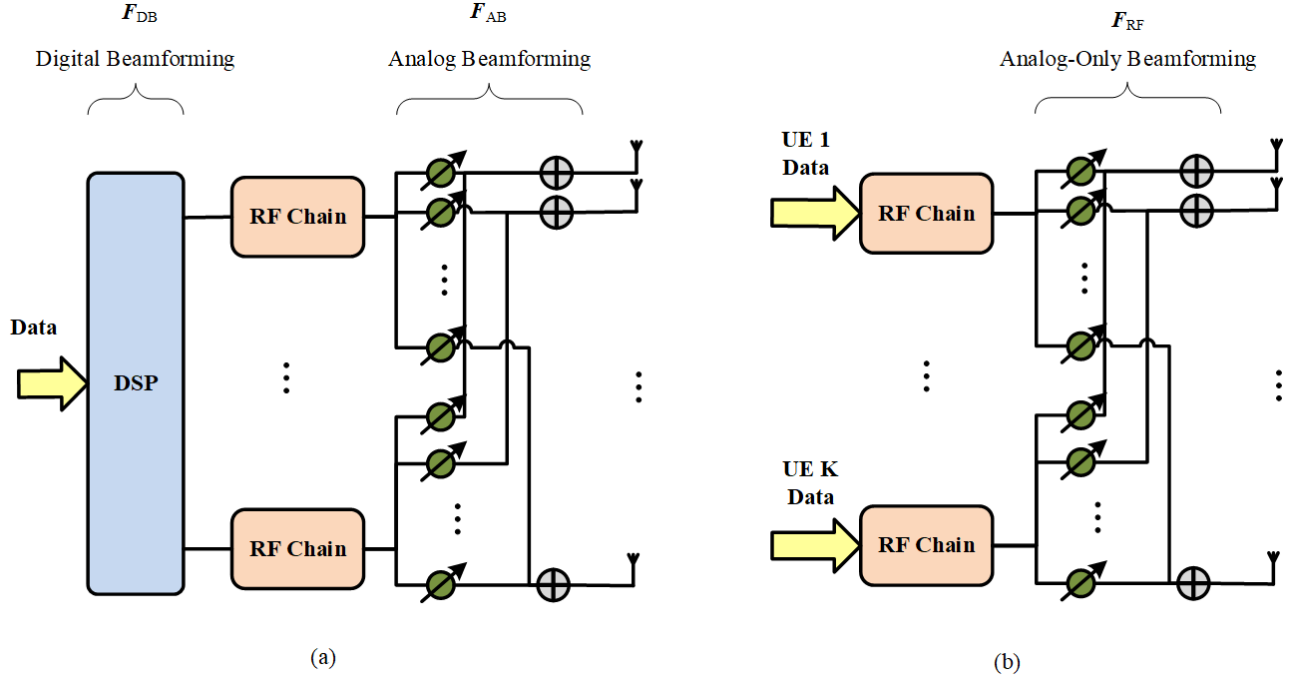 F_DB
Digital Beamforming
F_AB
Analog Beamforming
Data
DSP
RF Chain
RF Chain
(a)
F_RF
Analog-Only Beamforming
UE 1
Data
RF Chain
UE K
Data
RF Chain
(b)